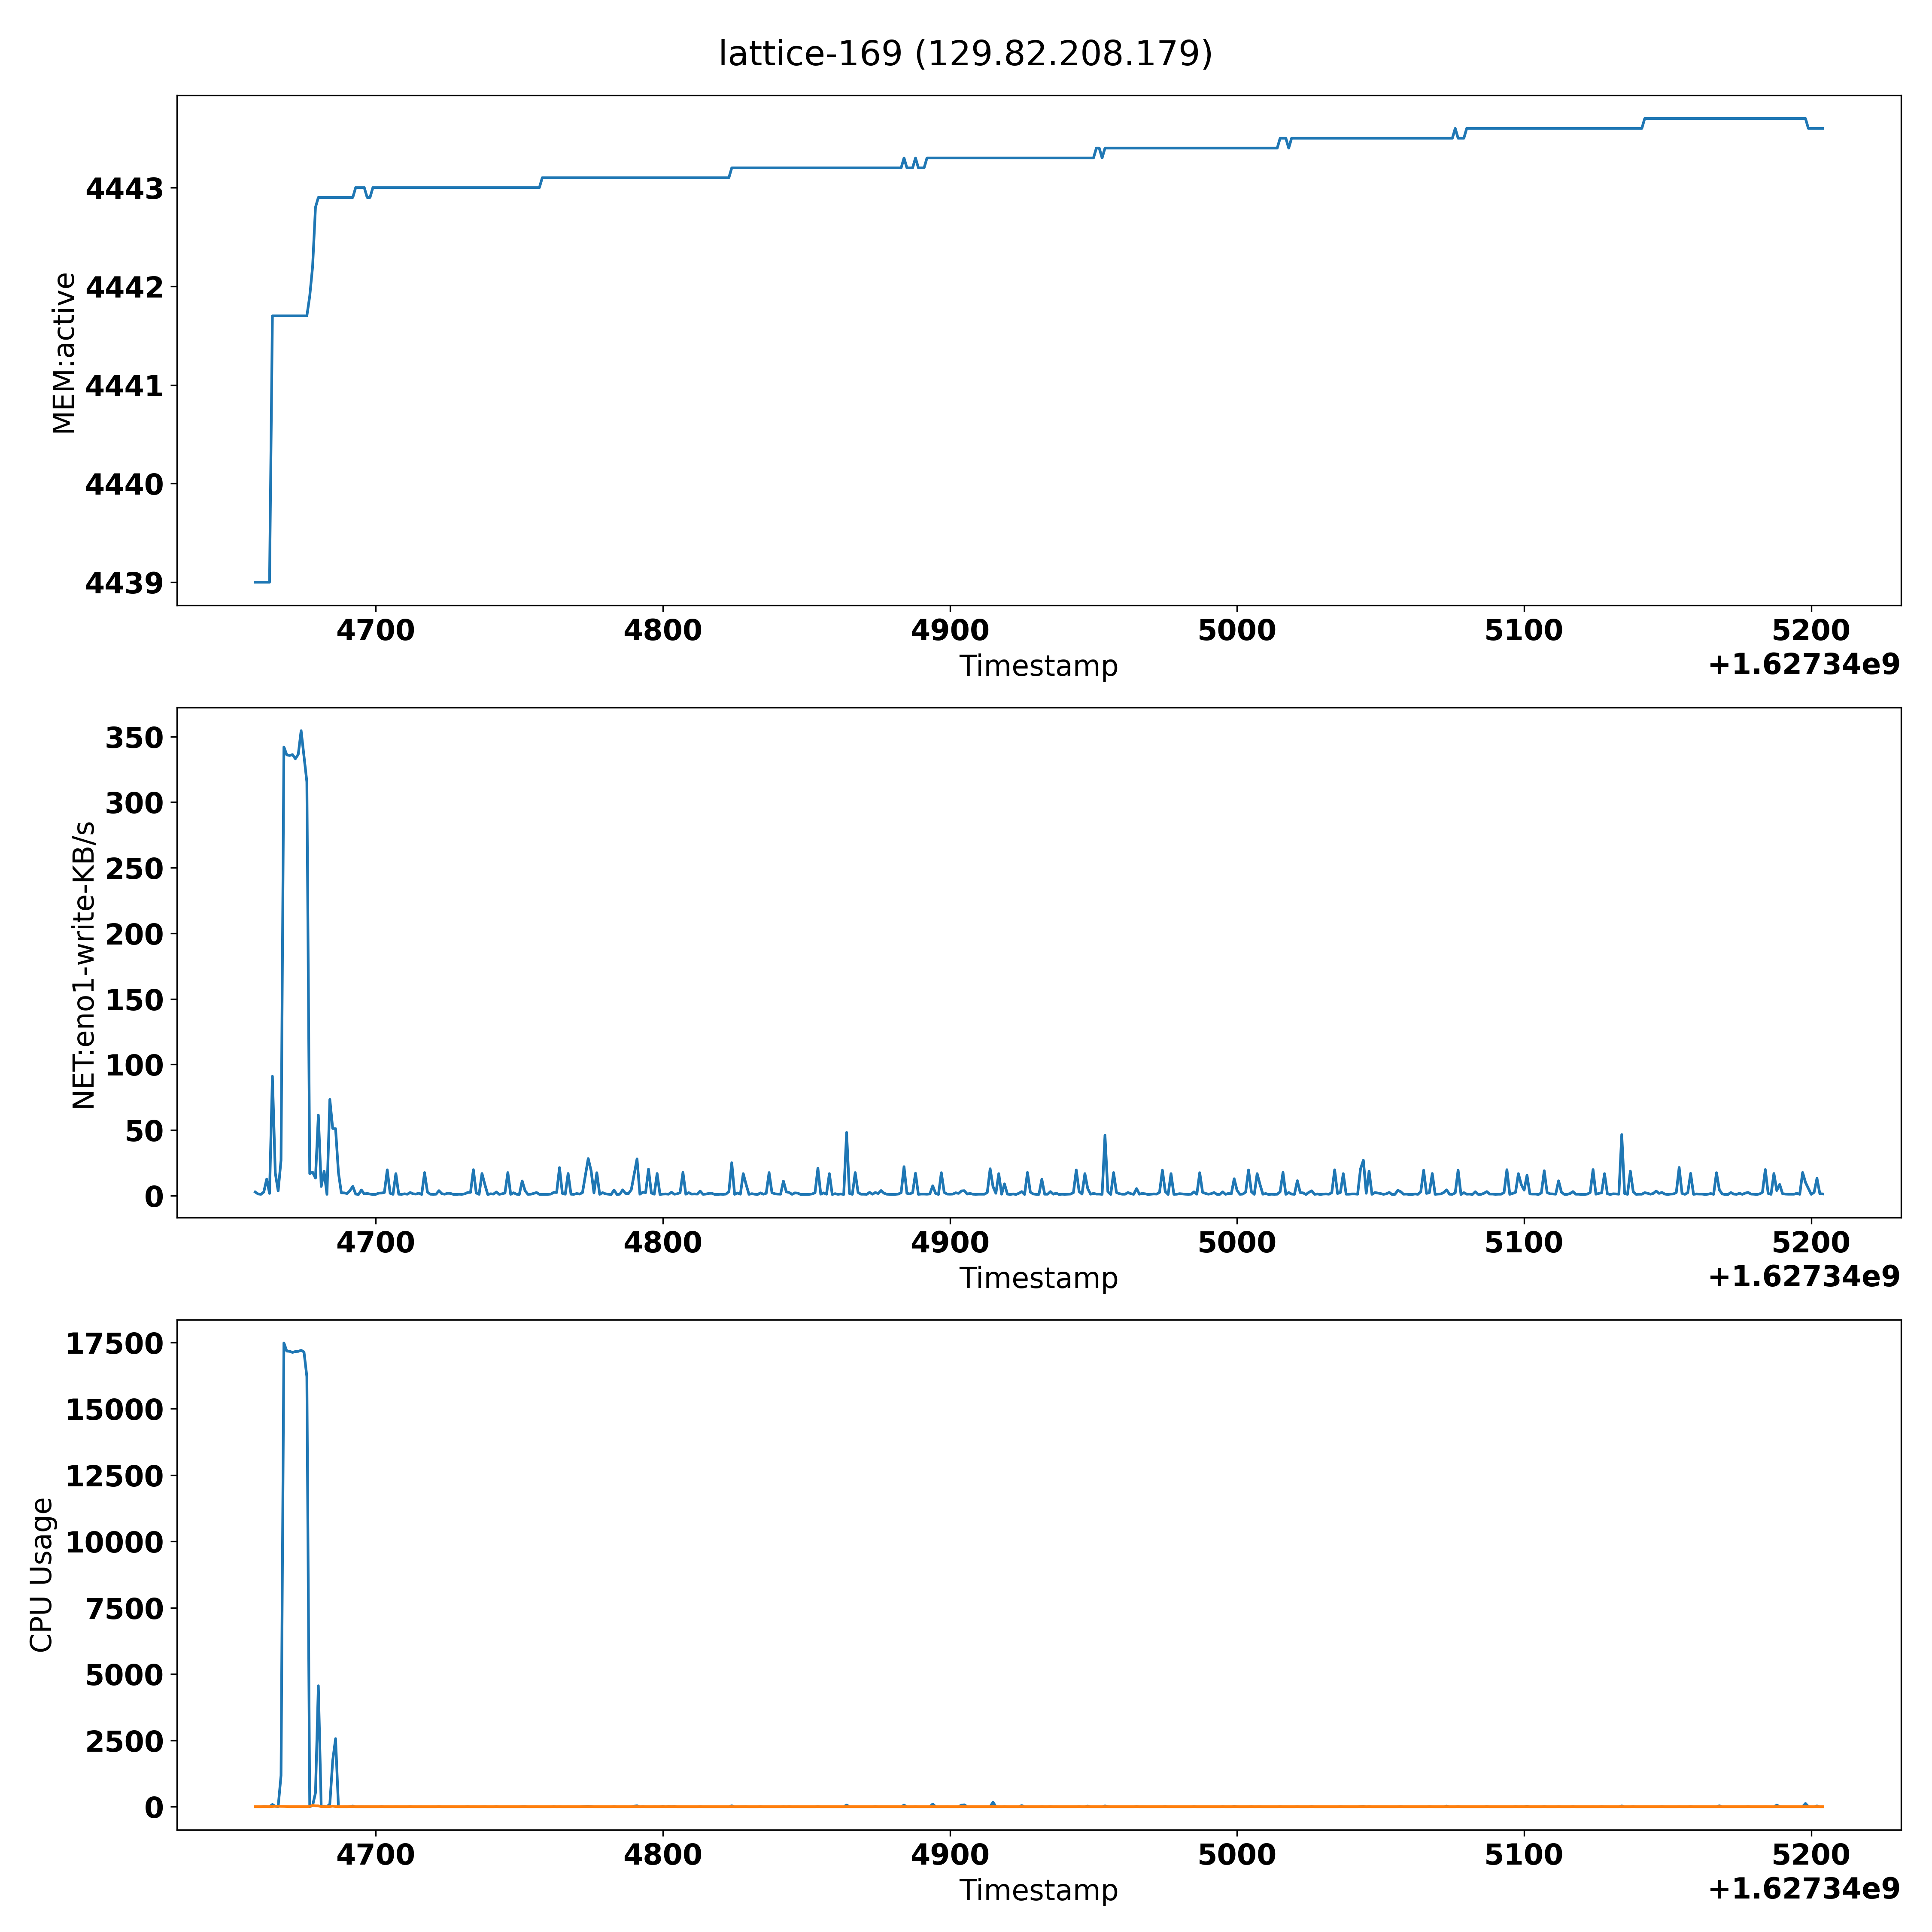 lattice-169 (129.82.208.179)
MEM:active
4443
4442
4441
4440
4439
4700 4800 4900 5000 5100 5200
Timestamp
+1.62734e9
NET:eno1-write-KB/s
350
300
250
200
150
100
50
0
4700 4800 4900 5000 5100 5200
Timestamp
+1.62734e9
CPU Usage
17500
15000
12500
10000
7500
5000
2500
0
4700 4800 4900 5000 5100 5200
Timestamp
+1.62734e9